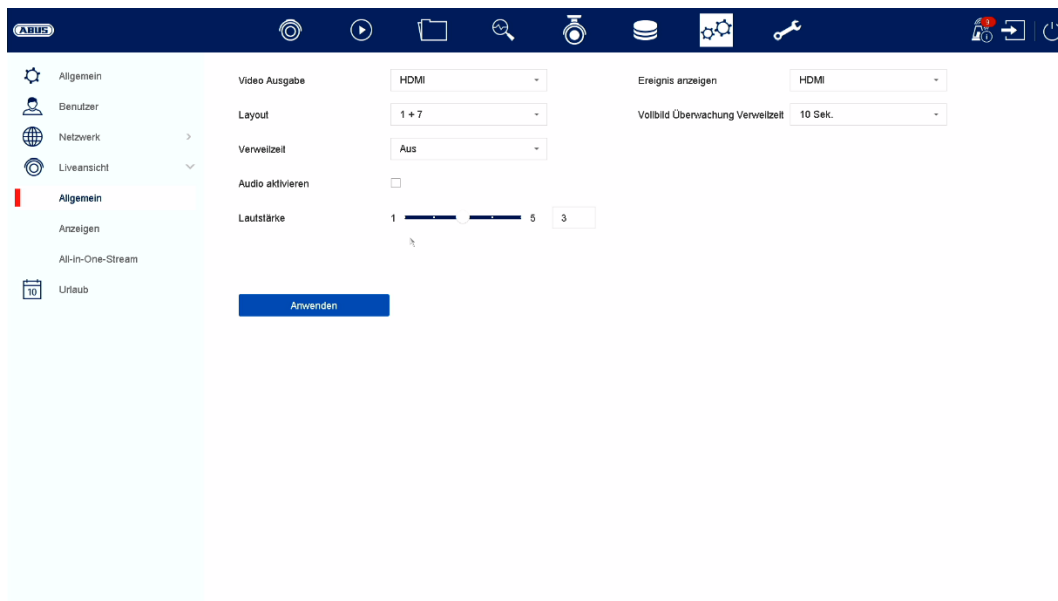 ABUS
9
Allgemein
Benutzer
Netzwerk
Liveansicht
Allgemein
Anzeigen
All-in-One-Stream
10 Urlaub
Video Ausgabe HDMI
Layout 1 + 7
Verweilzeit Aus
Audio aktivieren
Lautstärke 1 5 3
Anwenden
Ereignis anzeigen HDMI
Vollbild Überwachung Verweilzeit 10 Sek.